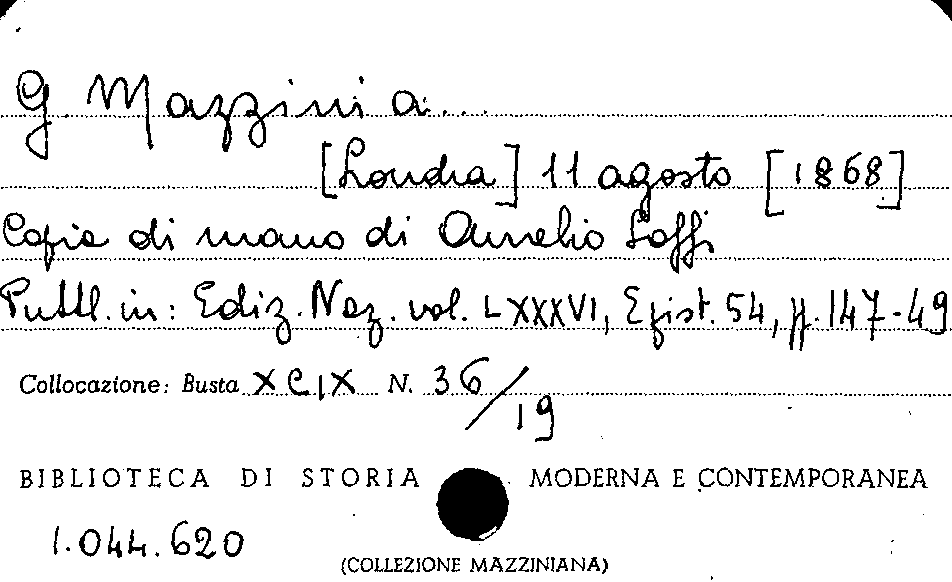 G. Mazzini a...
[Londra] 11 agosto [1868]
Copia di mano di Aurelio Saffi
Pubbl. in: Ediz. Naz. vol. LXXXVI, Epist. 54, pp. 147-49
Collocazione: Busta XCIX N. 36/19
BIBLIOTECA DI STORIA MODERNA E CONTEMPORANEA
1.044.620
(COLLEZIONE MAZZINIANA)